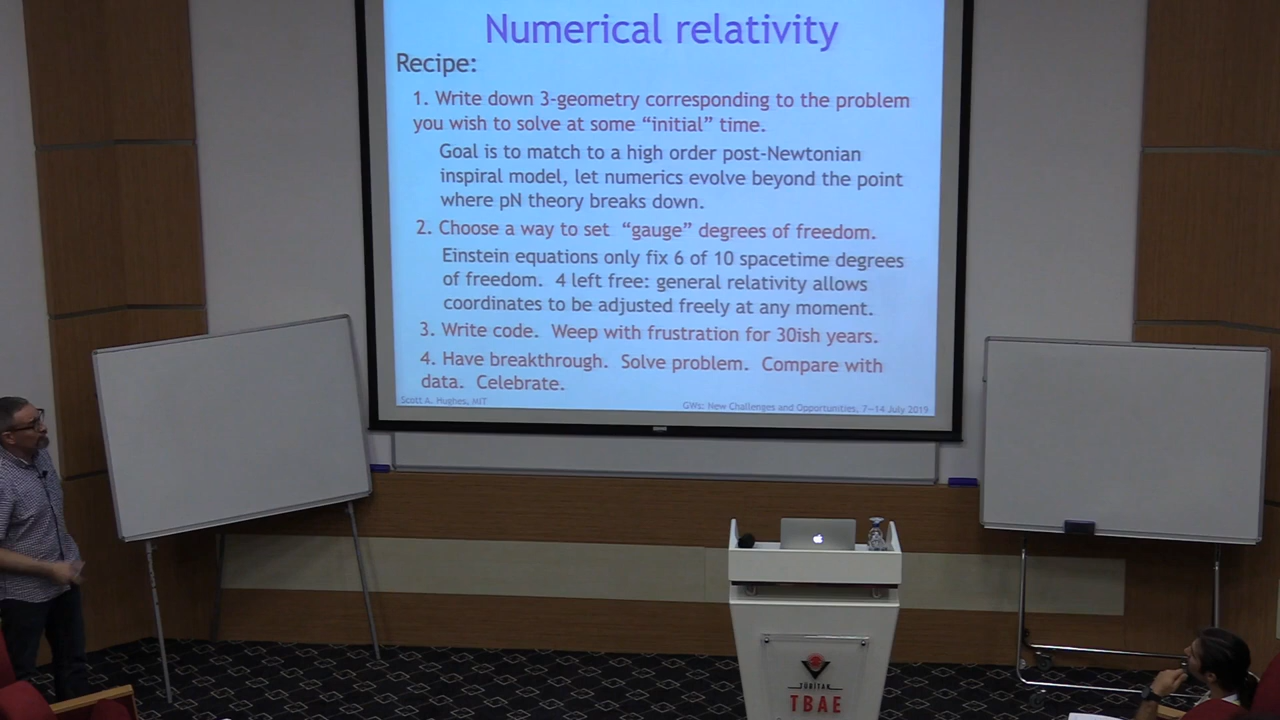 Numerical relativity
Recipe:
1. Write down 3-geometry corresponding to the problem
you wish to solve at some “initial” time.
Goal is to match to a high order post-Newtonian
inspiral model, let numerics evolve beyond the point
where pN theory breaks down.
2. Choose a way to set “gauge” degrees of freedom.
Einstein equations only fix 6 of 10 spacetime degrees
of freedom. 4 left free: general relativity allows
coordinates to be adjusted freely at any moment.
3. Write code. Weep with frustration for 30ish years.
4. Have breakthrough. Solve problem. Compare with
data. Celebrate.
Scott A. Hughes, MIT
GWs: New Challenges and Opportunities, 7—14 July 2019
TÜBİTAK
TBAE